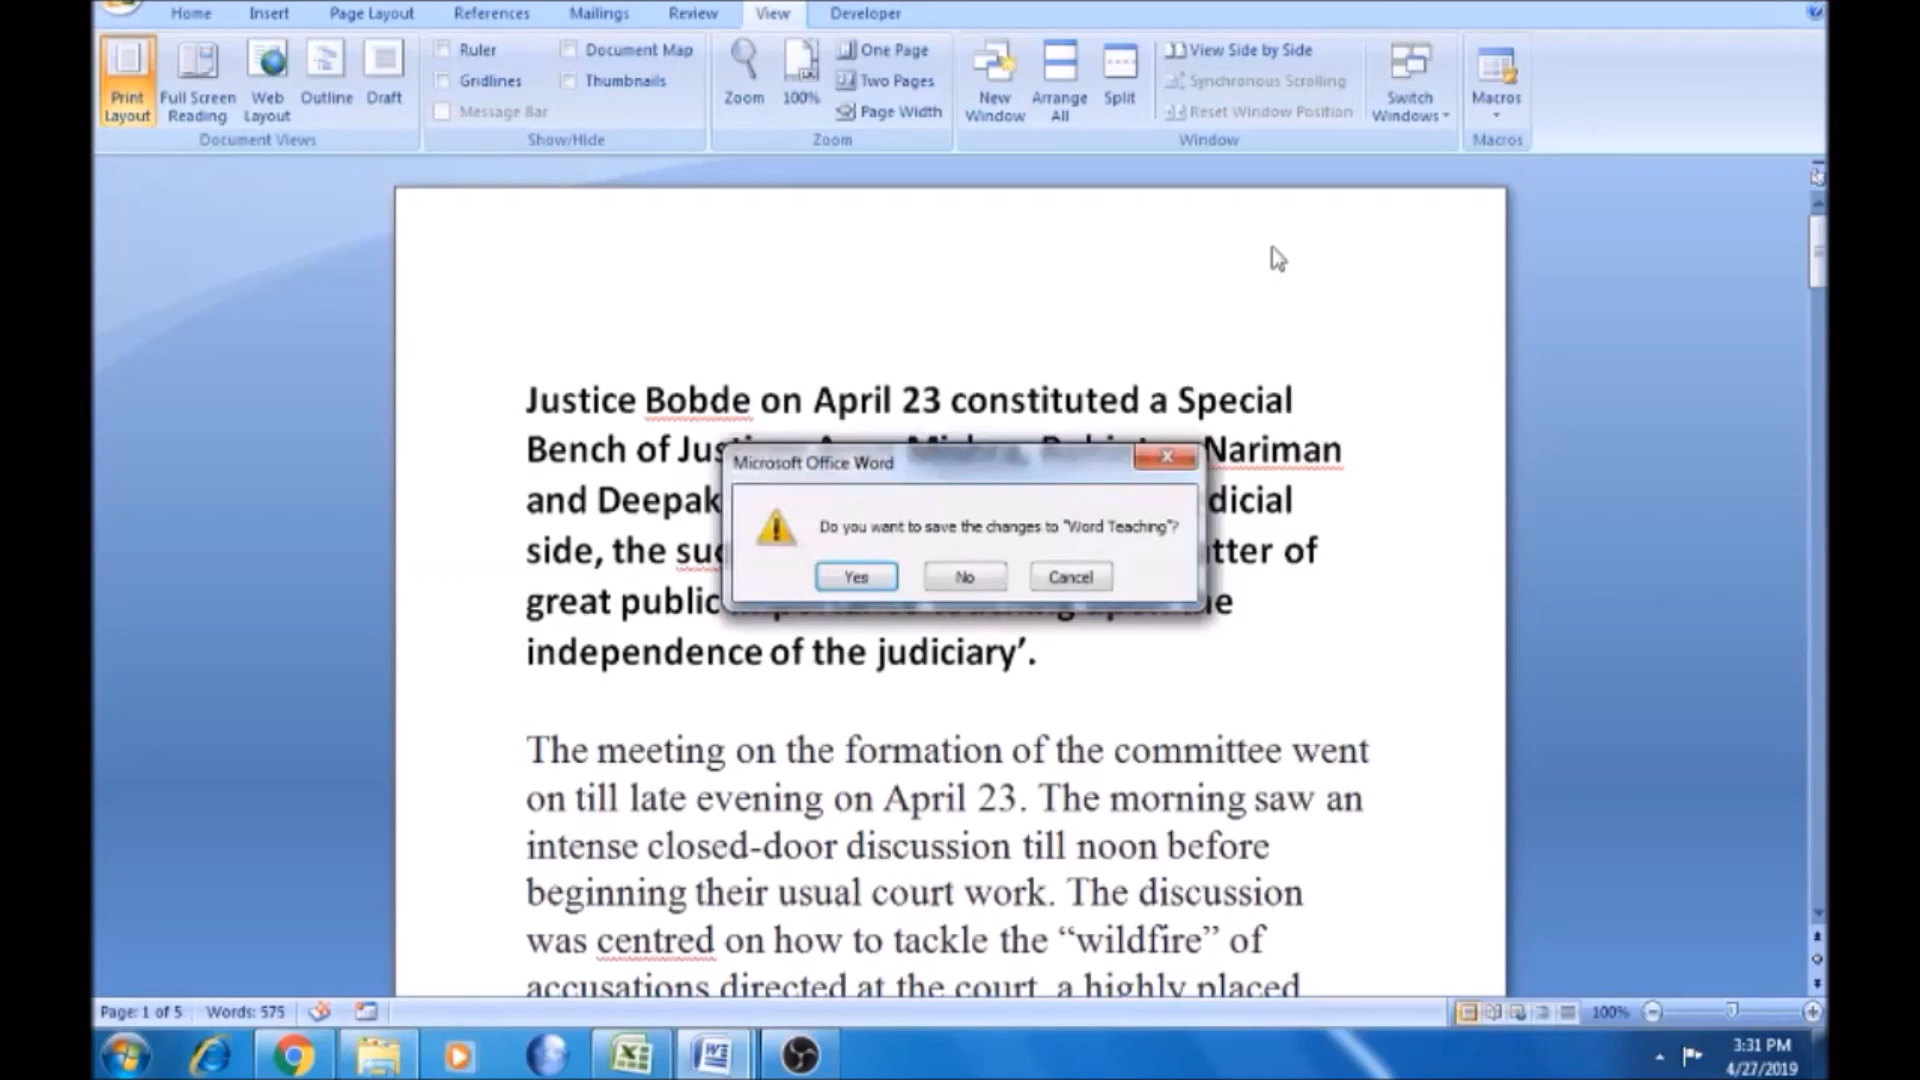 Home Insert Page Layout References Mailings Review View Developer
Ruler Document Map One Page View Side by Side
Gridlines Thumbnails Two Pages Synchronous Scrolling
Print Layout Full Screen Reading Web Layout Outline Draft Message Bar Zoom 100% Page Width New Window Arrange All Split Reset Window Position Switch Windows Macros
Document Views Show/Hide Zoom Window Macros
Justice Bobde on April 23 constituted a Special
Bench of Nariman
and Deepak dicial
side, the tter of
great public
independence of the judiciary’.
Microsoft Office Word
Do you want to save the changes to "Word Teaching"?
Yes No Cancel
The meeting on the formation of the committee went
on till late evening on April 23. The morning saw an
intense closed-door discussion till noon before
beginning their usual court work. The discussion
was centred on how to tackle the “wildfire” of
accusations directed at the court, a highly placed
Page: 1 of 5 Words: 575 100%
3:31 PM
4/27/2019